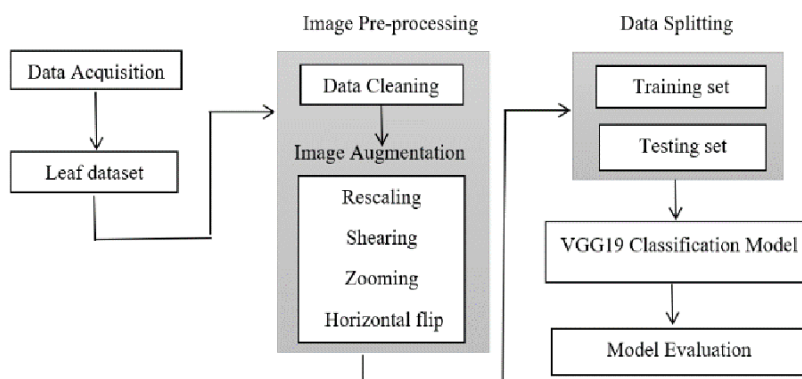 Data Acquisition
Leaf dataset
Image Pre-processing
Data Cleaning
Image Augmentation
Rescaling
Shearing
Zooming
Horizontal flip
Data Splitting
Training set
Testing set
VGG19 Classification Model
Model Evaluation